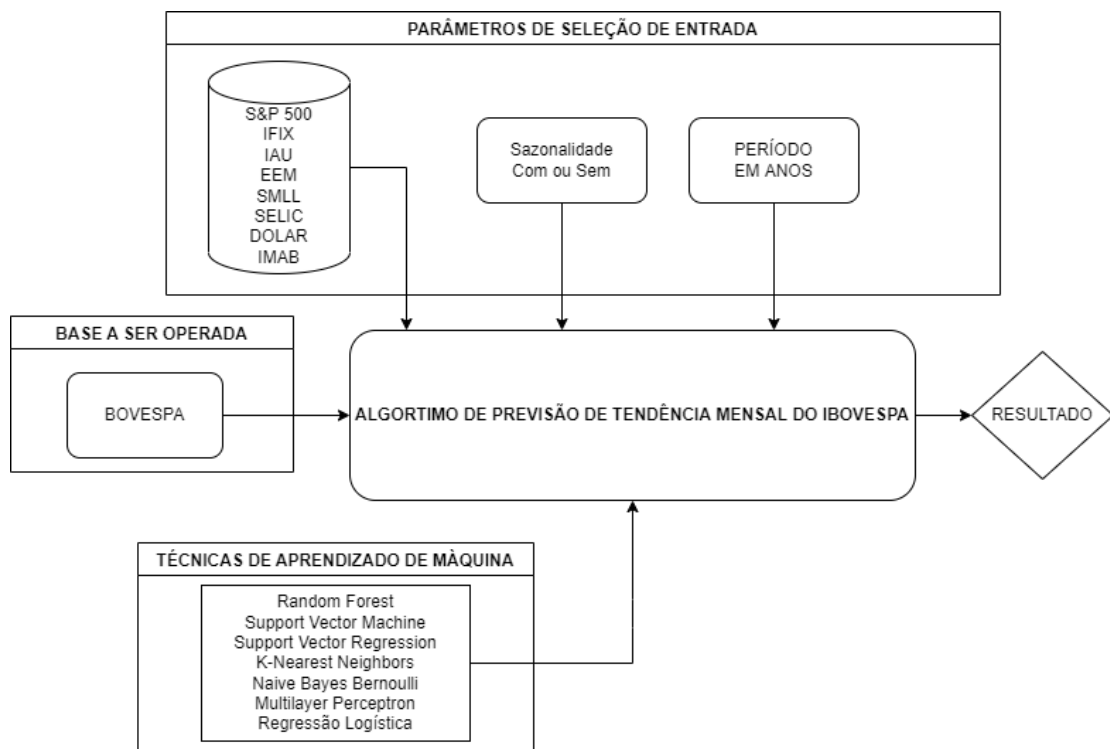 PARÂMETROS DE SELEÇÃO DE ENTRADA
S&P 500
IFIX
IAU
EEM
SMLL
SELIC
DOLAR
IMAB
Sazonalidade
Com ou Sem
PERÍODO
EM ANOS
BASE A SER OPERADA
BOVESPA
ALGORTIMO DE PREVISÃO DE TENDÊNCIA MENSAL DO IBOVESPA
RESULTADO
TÉCNICAS DE APRENDIZADO DE MÀQUINA
Random Forest
Support Vector Machine
Support Vector Regression
K-Nearest Neighbors
Naive Bayes Bernoulli
Multilayer Perceptron
Regressão Logística